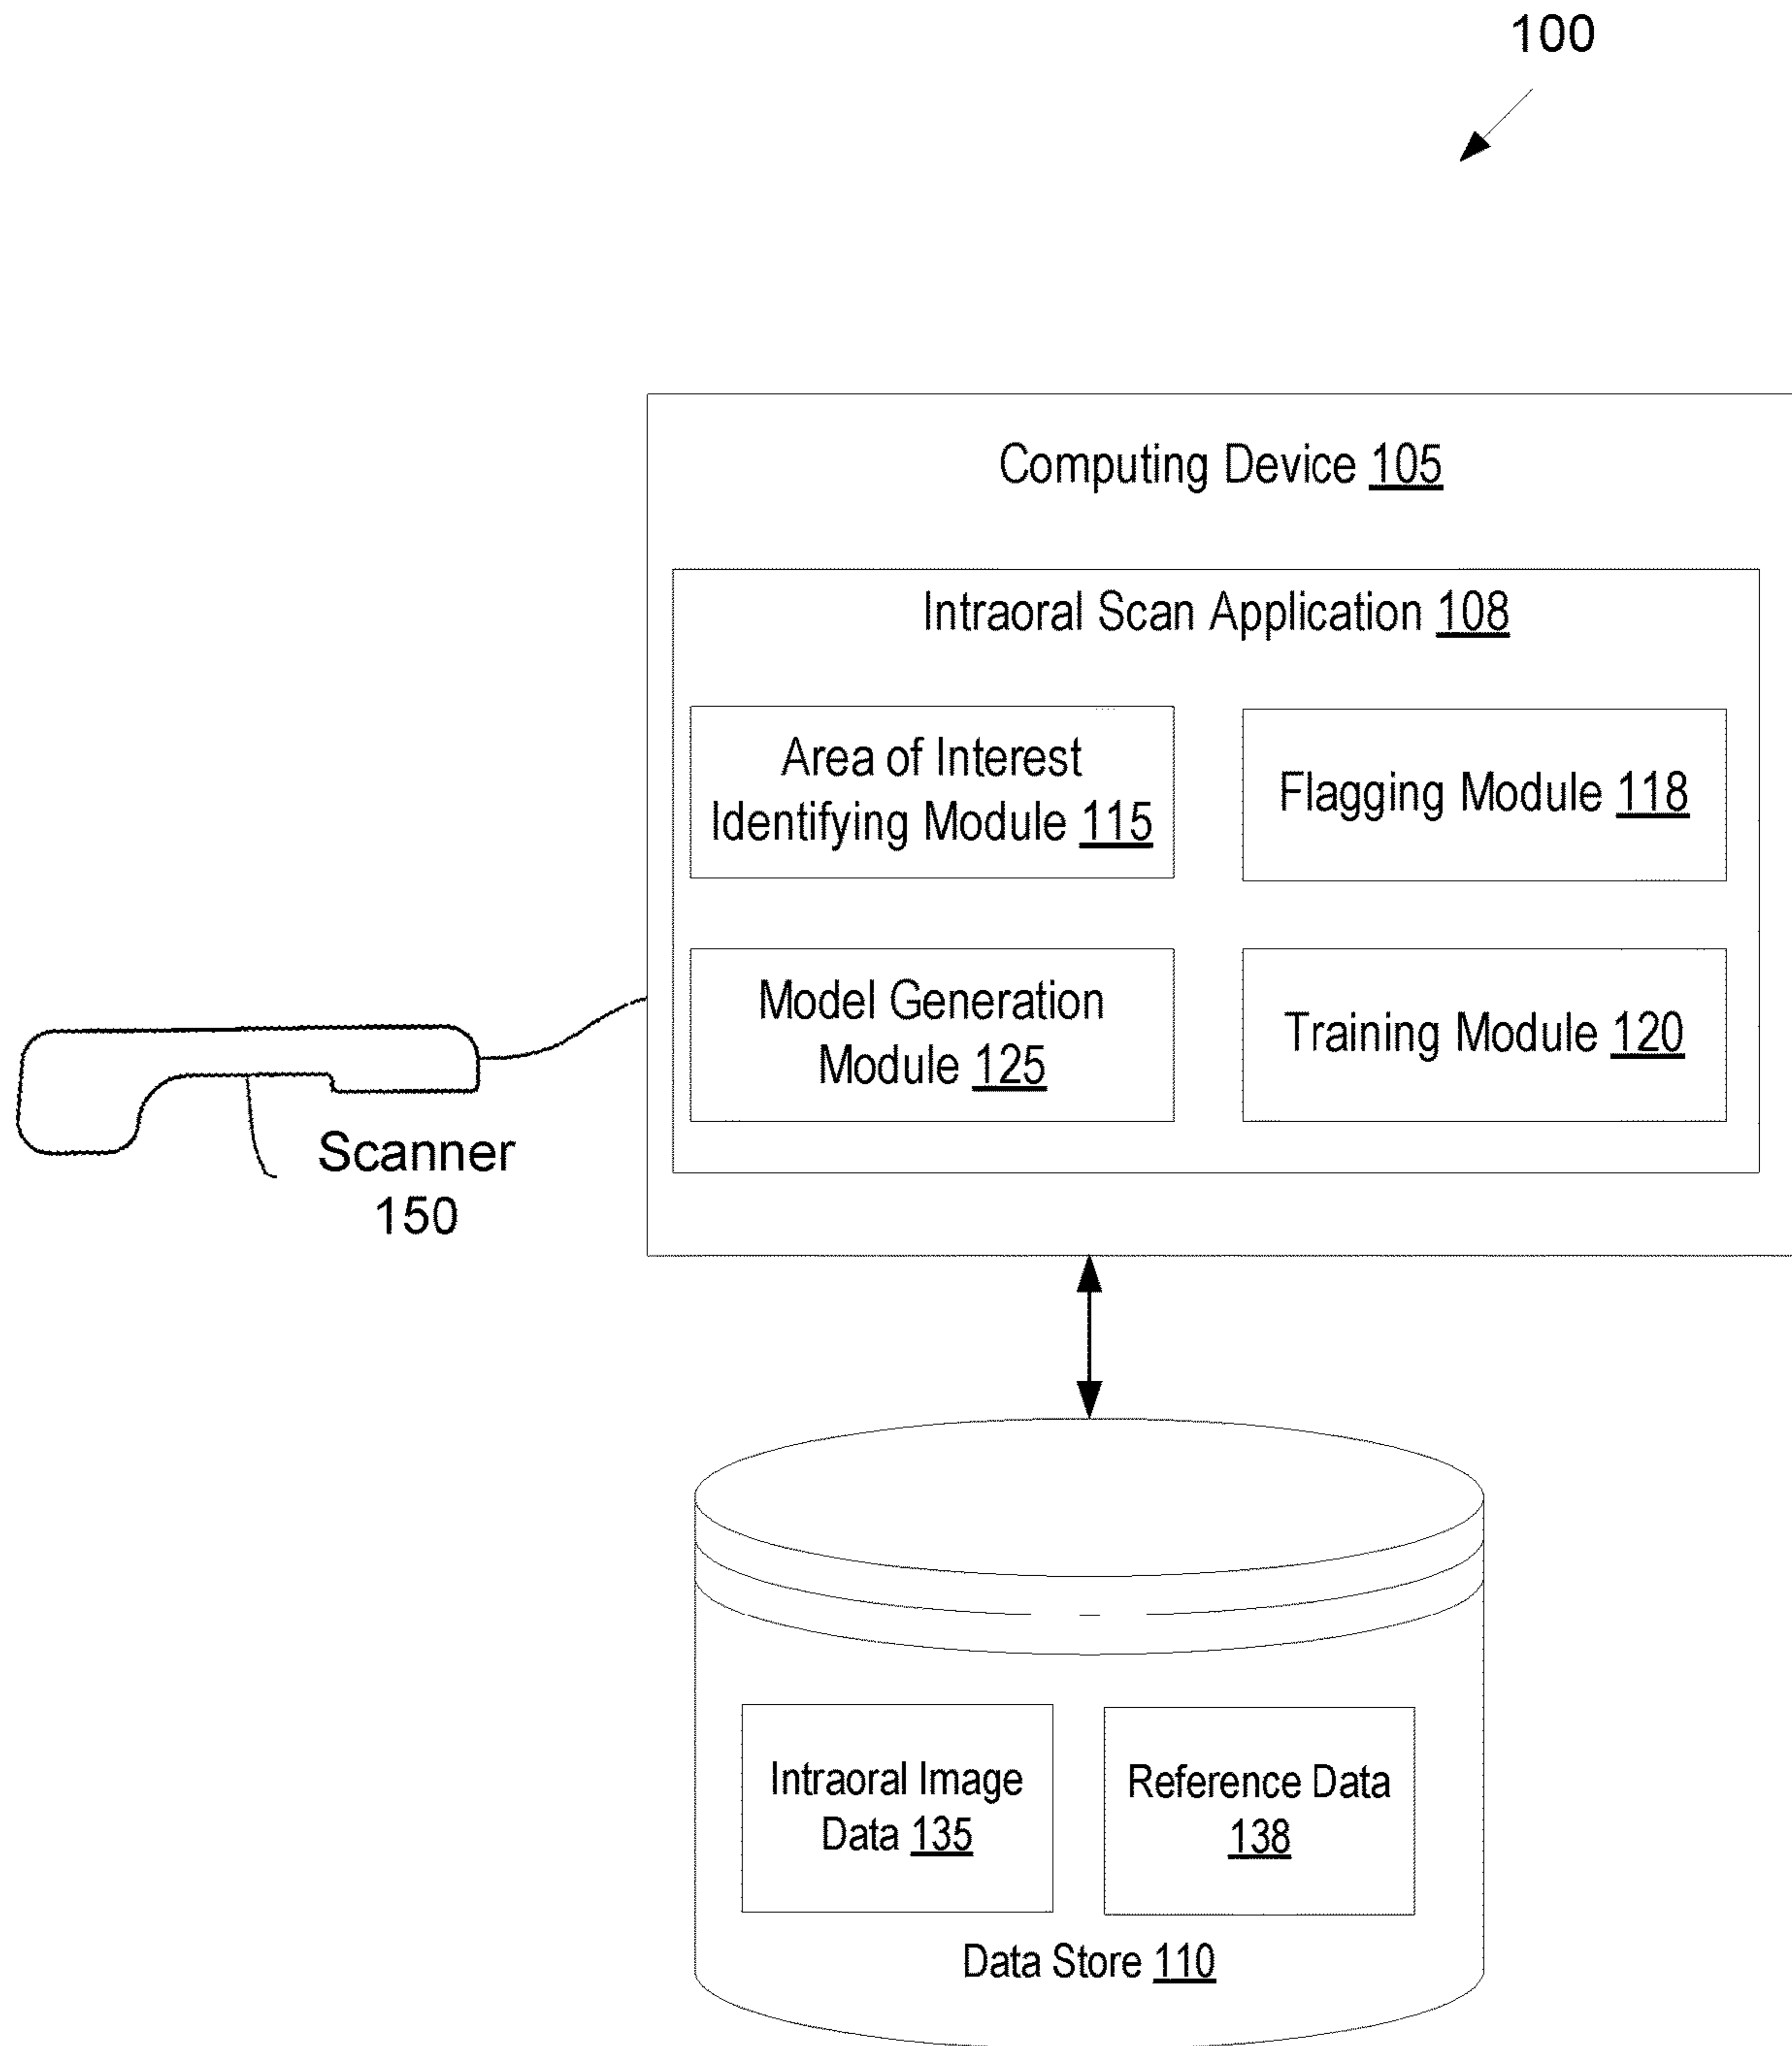 100
Computing Device 105
Intraoral Scan Application 108
Area of Interest
Identifying Module 115
Flagging Module 118
Model Generation
Module 125
Training Module 120
Scanner
150
Intraoral Image
Data 135
Reference Data
138
Data Store 110